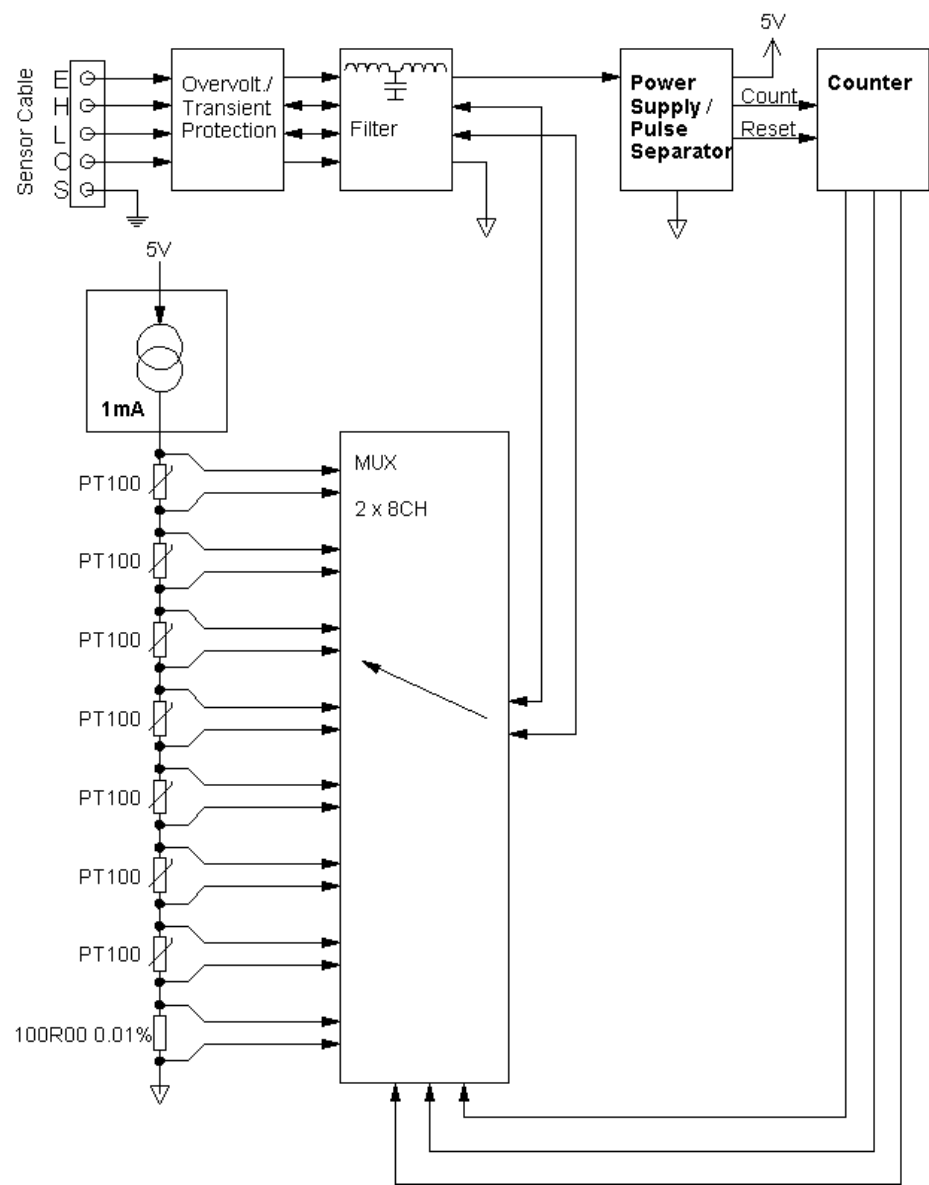 Sensor Cable
E
H
L
O
S
Overvolt./
Transient
Protection
Filter
Power
Supply /
Pulse
Separator
5V
Count
Reset
Counter
5V
1mA
MUX
2 x 8CH
PT100
PT100
PT100
PT100
PT100
PT100
PT100
100R00 0.01%